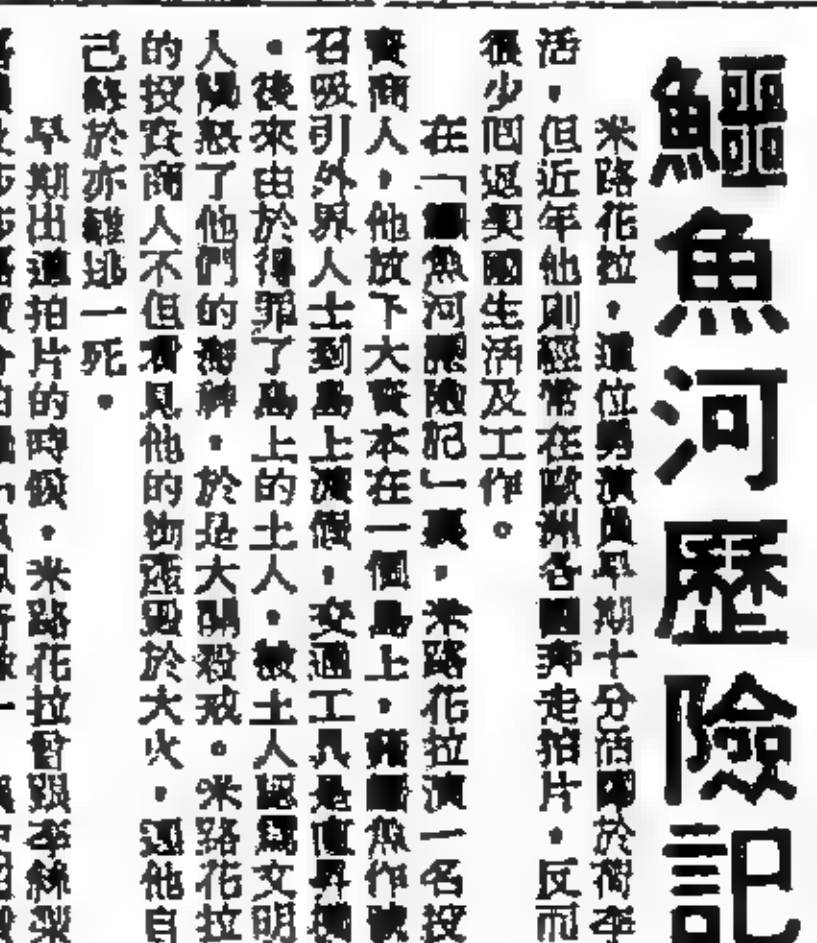 鱷魚河歷險記
米路花拉，這位男演員早期十分活躍於荷李
活，但近年他則經常在歐洲各國奔走拍片，反而
很少回返美國生活及工作。
在「鱷魚河歷險記」裏，米路花拉演一名投
資商人，他放下大資本在一個島上，藉鱷魚作號
召吸引外界人士到島上渡假，交通工具是直昇機
。後來由於得罪了島上的土人，被土人認為文明
人觸怒了他們的 神，於是大開殺戒。米路花拉
的投資商人不但看見他的 毀於大火，連他自
己終於亦難逃一死。
早期出道拍片的時候，米路花拉曾跟李絲梨